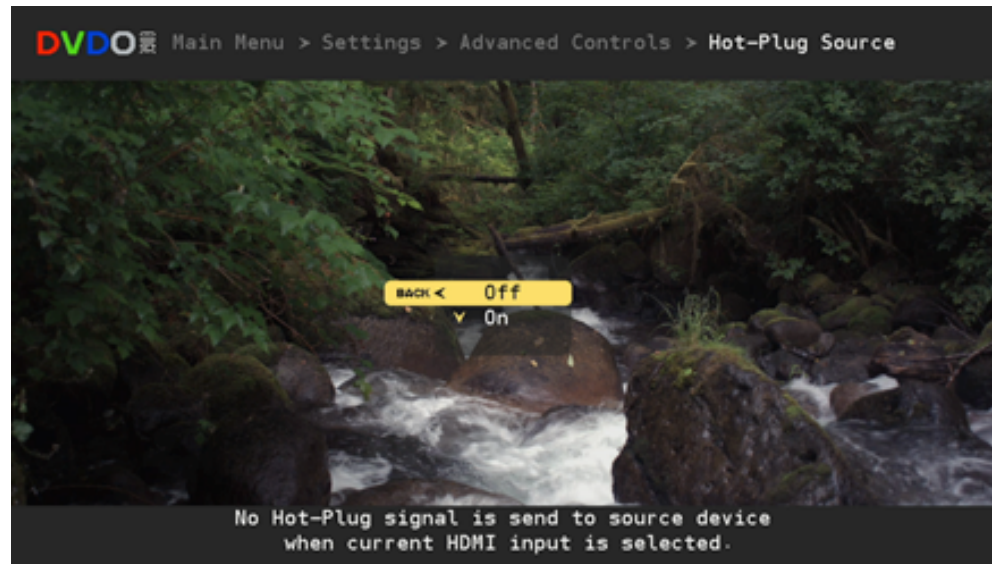 DVDO Main Menu > Settings > Advanced Controls > Hot-Plug Source
BACK < Off
On
No Hot-Plug signal is send to source device
when current HDMI input is selected.